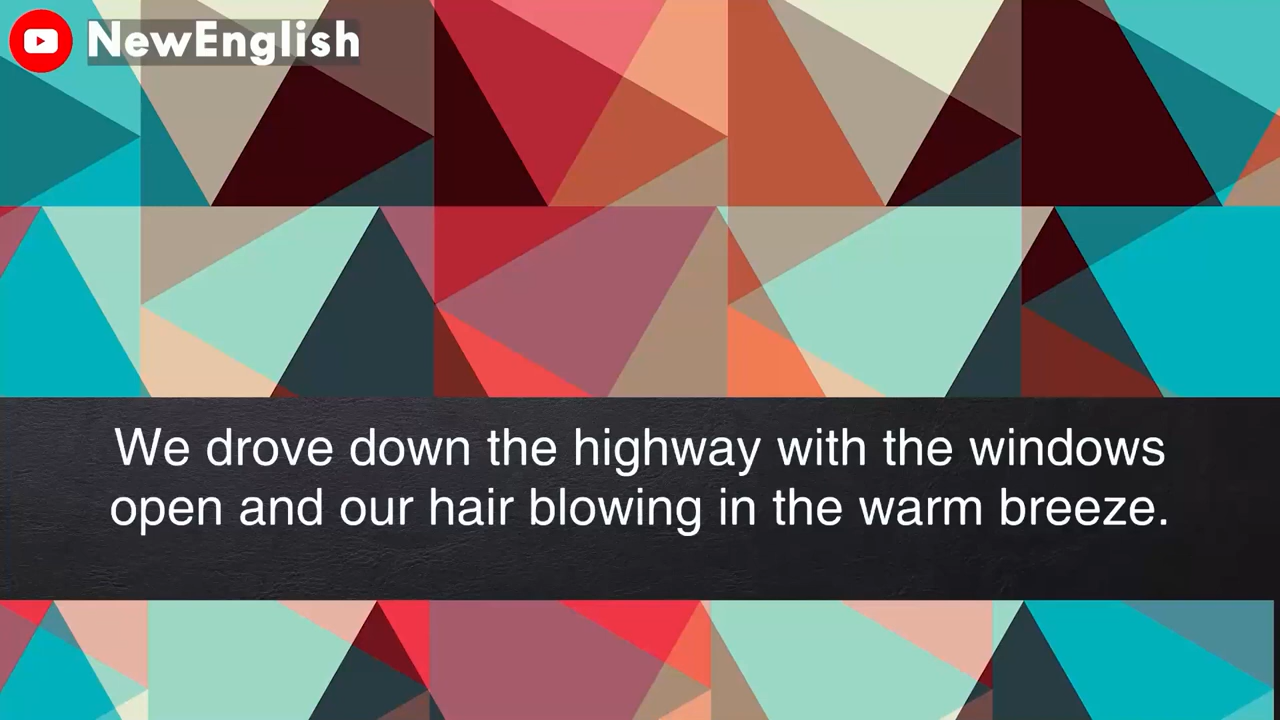 NewEnglish
We drove down the highway with the windows
open and our hair blowing in the warm breeze.